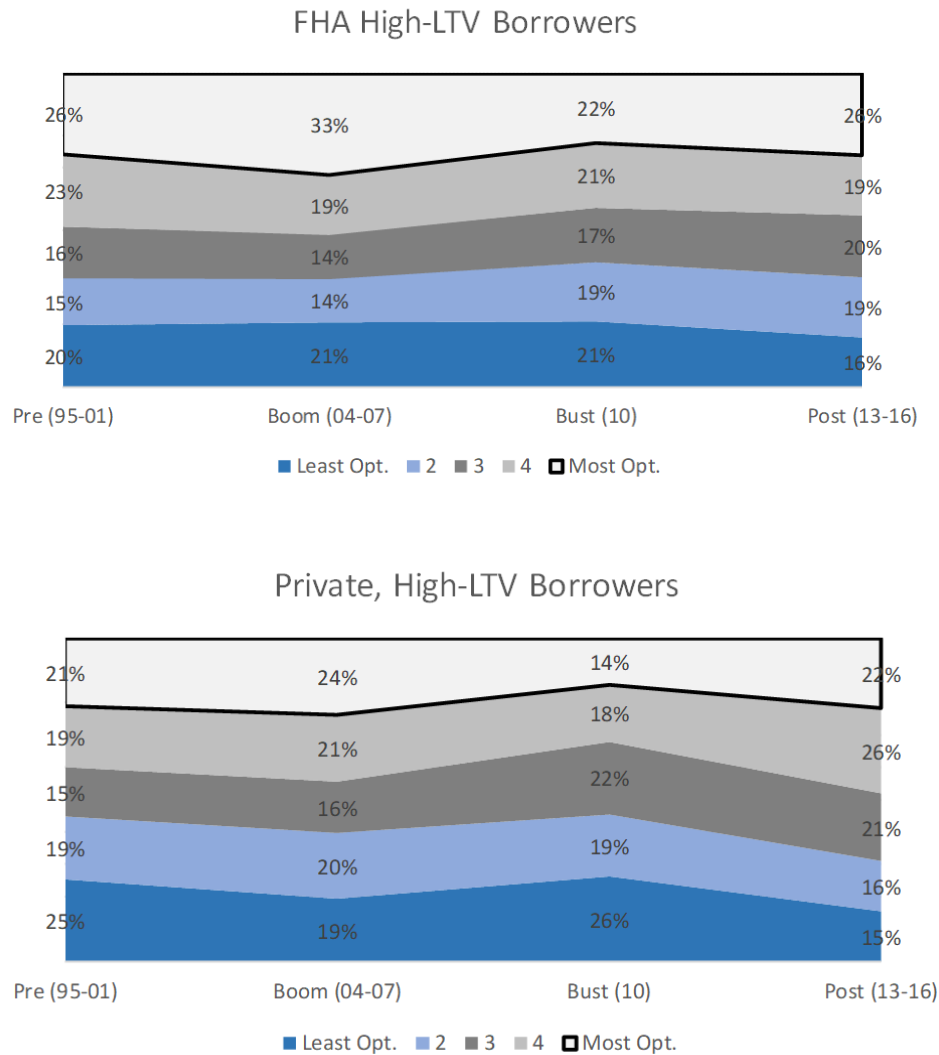 FHA High-LTV Borrowers
26% 33% 22% 26%
23% 19% 21% 19%
16% 14% 17% 20%
15% 14% 19% 19%
20% 21% 21% 16%
Pre (95-01) Boom (04-07) Bust (10) Post (13-16)
Least Opt. 2 3 4 Most Opt.
Private, High-LTV Borrowers
21% 24% 14% 22%
19% 21% 18% 26%
15% 16% 22% 21%
19% 20% 19% 16%
25% 19% 26% 15%
Pre (95-01) Boom (04-07) Bust (10) Post (13-16)
Least Opt. 2 3 4 Most Opt.